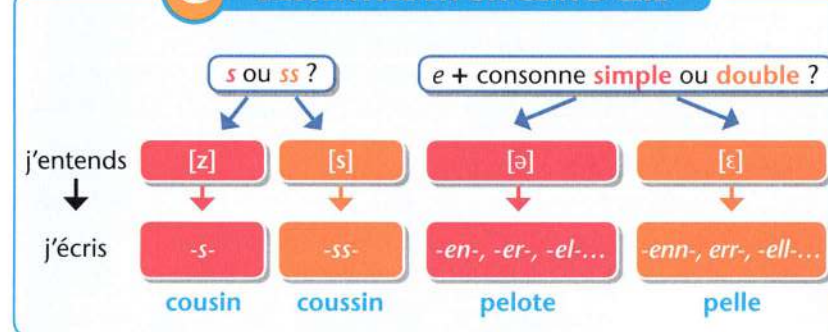 s ou ss ?
e + consonne simple ou double ?
j'entends [z] [s] [ə] [ɛ]
j'écris -s- -ss- -en-, -er-, -el-... -enn-, err-, -ell-...
cousin coussin pelote pelle